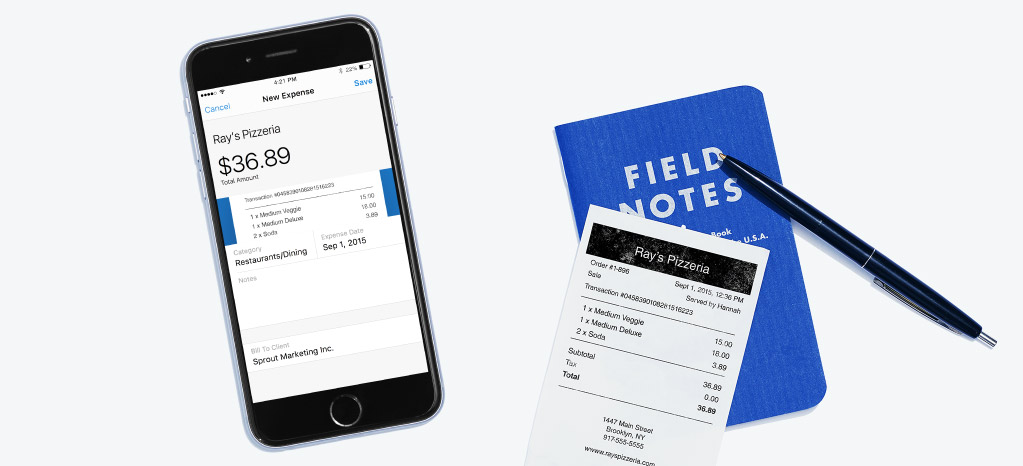 22%
4:21 PM
Cancel New Expense Save
Ray's Pizzeria
$36.89
Total Amount
Transaction #0458390108281516223
1 x Medium Veggie 15.00
1 x Medium Deluxe 18.00
2 x Soda 3.89
Category Expense Date
Restaurants/Dining Sep 1, 2015
Notes
Bill To Client
Sprout Marketing Inc.
FIELD
NOTES
Book
U.S.A.
Ray's Pizzeria
Order #1-896 Sept 1, 2015, 12:36 PM
Sale Served by Hannah
Transaction #0458390108281516223
1 x Medium Veggie 15.00
1 x Medium Deluxe 18.00
2 x Soda 3.89
Subtotal 36.89
Tax 0.00
Total 36.89
1447 Main Street
Brooklyn, NY
917-555-5555
www.rayspizzeria.com